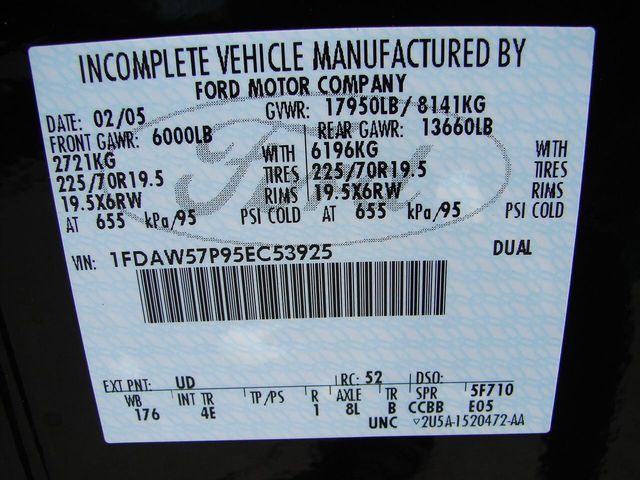 INCOMPLETE VEHICLE MANUFACTURED BY
FORD MOTOR COMPANY
DATE: 02/05 GVWR: 17950LB/ 8141KG
FRONT GAWR: 6000LB REAR GAWR: 13660LB
2721KG WITH 6196KG WITH
225/70R19.5 TIRES 225/70R19.5 TIRES
19.5X6RW RIMS 19.5X6RW RIMS
AT 655 kPa/95 PSI COLD AT 655 kPa/95 PSI COLD
Ford
VIN: 1FDAW57P95EC53925 DUAL
EXT PNT: UD RC: 52 DSO:
WB INT TR TP/PS R AXLE TR SPR 5F710
176 4E 1 8L B CCBB E05
UNC ▽2U5A-1520472-AA